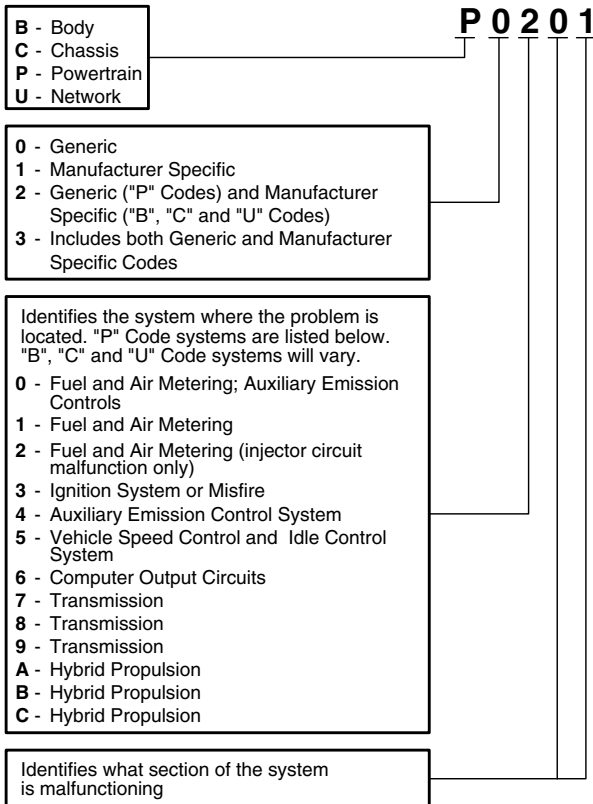 P 0 2 0 1
B - Body
C - Chassis
P - Powertrain
U - Network
0 - Generic
1 - Manufacturer Specific
2 - Generic ("P" Codes) and Manufacturer
Specific ("B", "C" and "U" Codes)
3 - Includes both Generic and Manufacturer
Specific Codes
Identifies the system where the problem is
located. "P" Code systems are listed below.
"B", "C" and "U" Code systems will vary.
0 - Fuel and Air Metering; Auxiliary Emission
Controls
1 - Fuel and Air Metering
2 - Fuel and Air Metering (injector circuit
malfunction only)
3 - Ignition System or Misfire
4 - Auxiliary Emission Control System
5 - Vehicle Speed Control and Idle Control
System
6 - Computer Output Circuits
7 - Transmission
8 - Transmission
9 - Transmission
A - Hybrid Propulsion
B - Hybrid Propulsion
C - Hybrid Propulsion
Identifies what section of the system
is malfunctioning